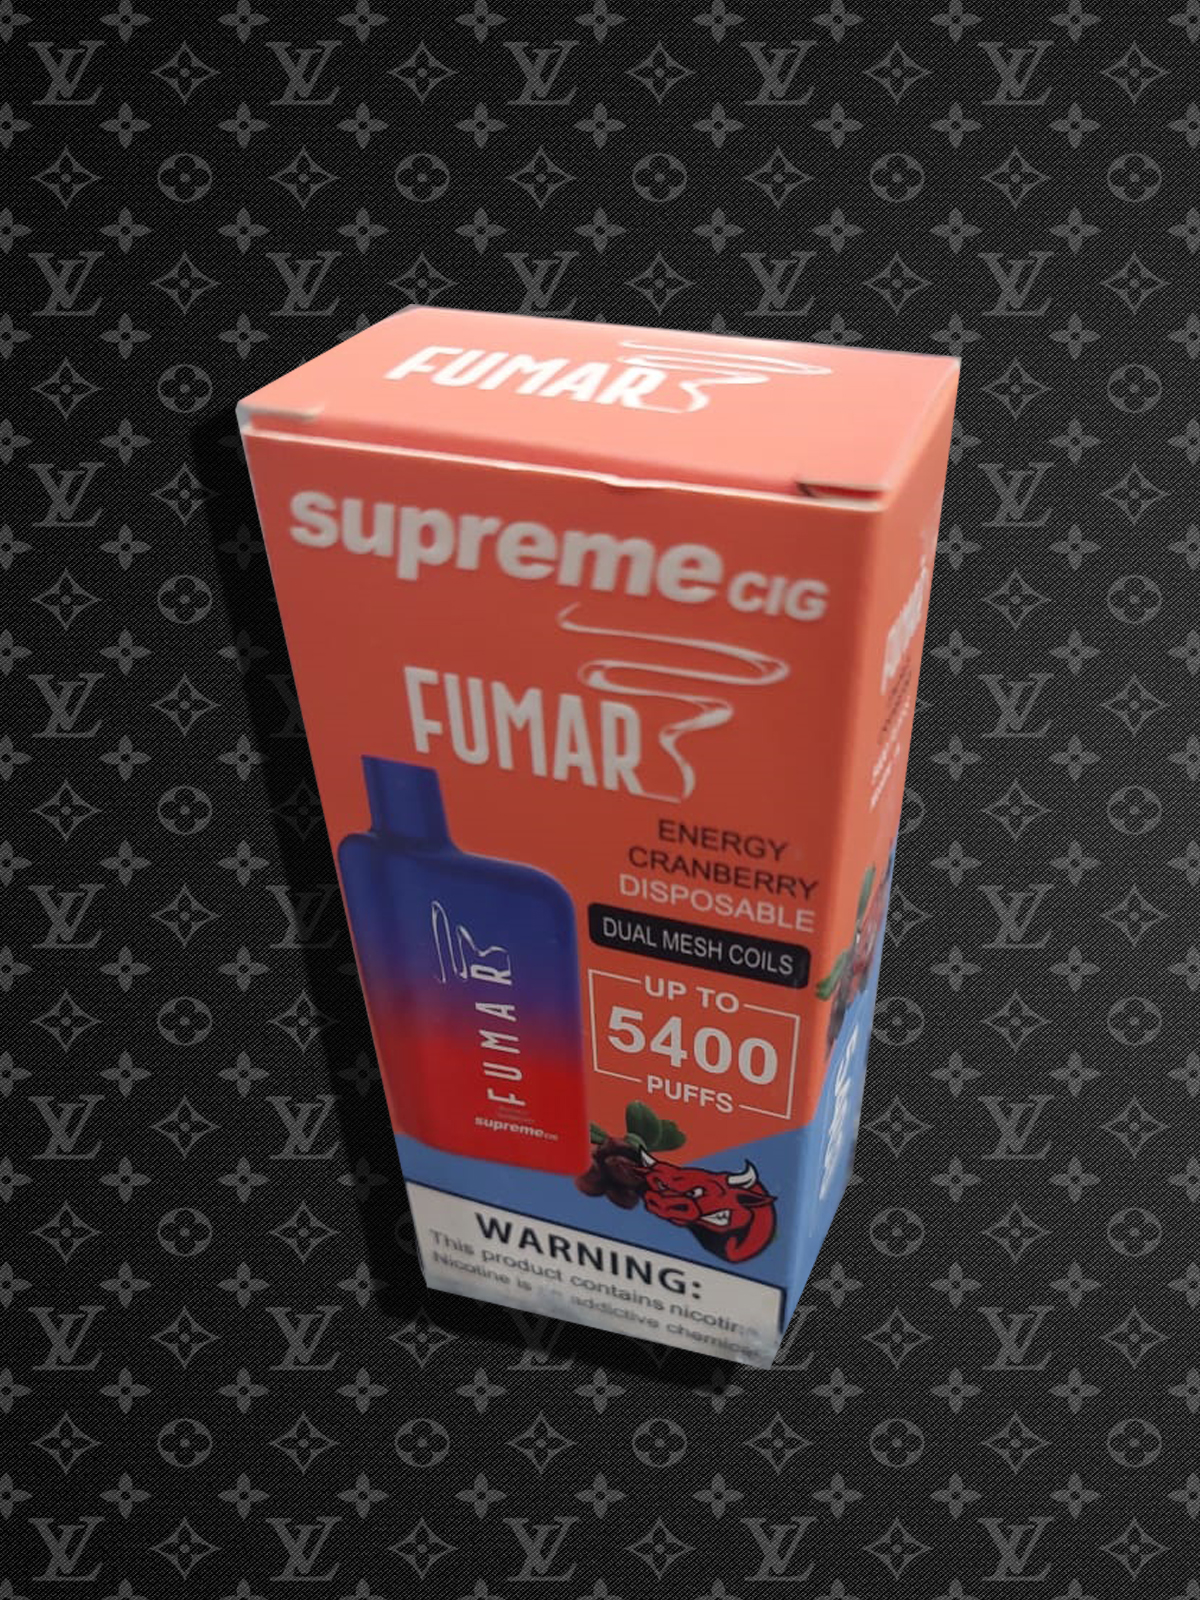 FUMAR
supreme CIG
FUMAR
ENERGY
CRANBERRY
DISPOSABLE
DUAL MESH COILS
UP TO
5400
PUFFS
FUMAR
supreme
WARNING:
This product contains
Nicotine is addictive